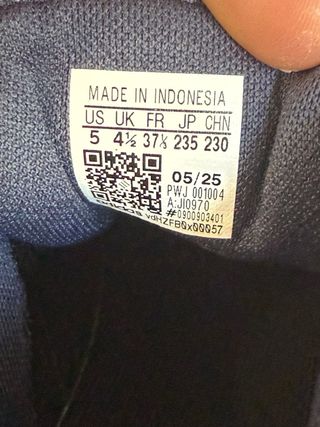 MADE IN INDONESIA
US UK FR JP CHN
5 4½ 37⅓ 235 230
05/25
PWJ 001004
A:JI0970
#0900903401
vdHZFB0x00057